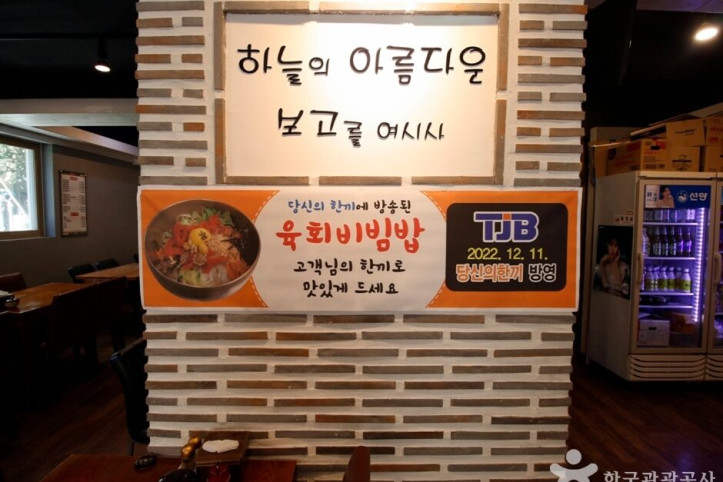 하늘의 아름다운
보고를 여시사
당신의 한끼에 방송된
육회비빔밥
고객님의 한끼로
맛있게 드세요
TJB
2022. 12. 11.
당신의한끼 방영
신향
한국관광공사